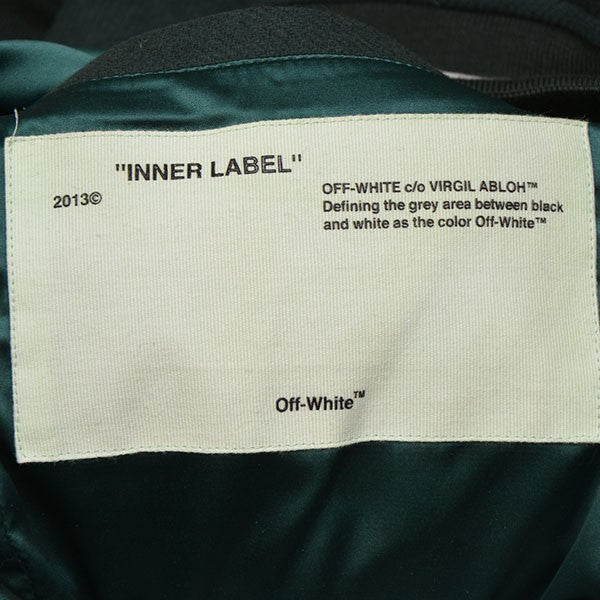 "INNER LABEL"
2013©
OFF-WHITE c/o VIRGIL ABLOH™
Defining the grey area between black
and white as the color Off-White™
Off-White™